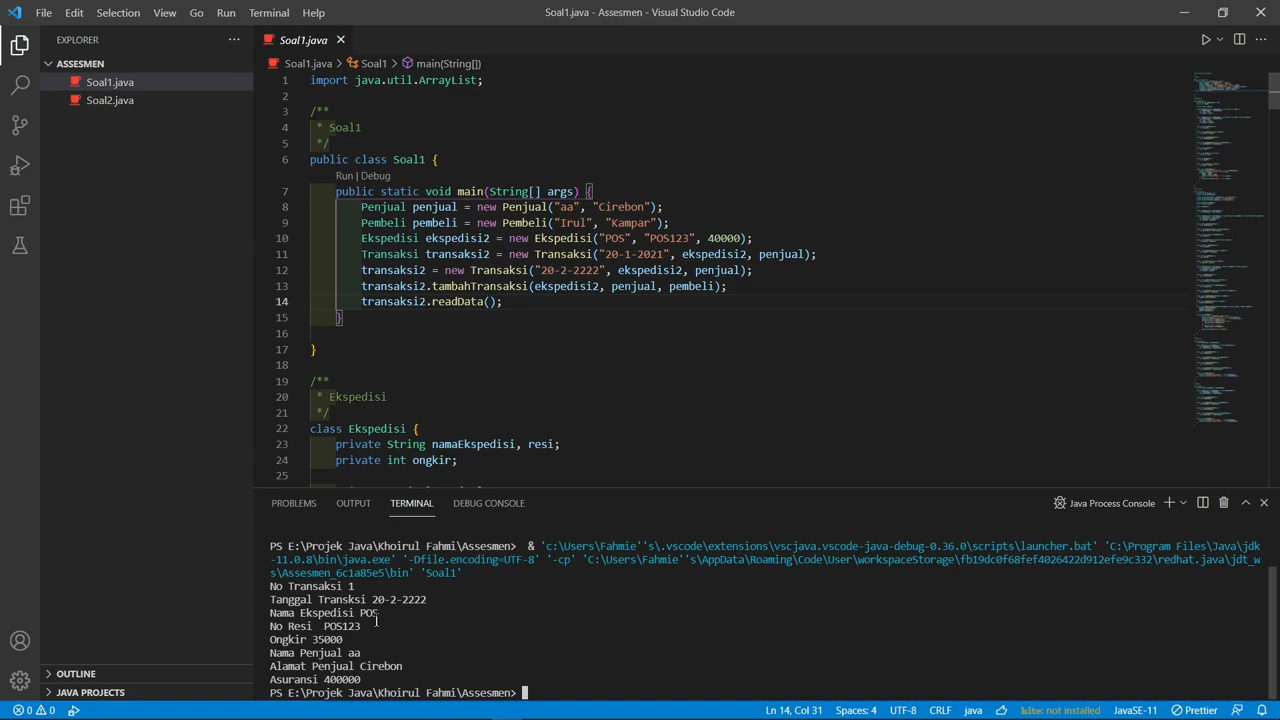 File Edit Selection View Go Run Terminal Help
Soal1.java - Assesmen - Visual Studio Code
EXPLORER
ASSESMEN
Soal1.java
Soal2.java
OUTLINE
JAVA PROJECTS
Soal1.java
Soal1.java > Soal1 > main(String[])
1 import java.util.ArrayList;
2
3 /**
4 * Soal1
5 */
6 public class Soal1 {
Run | Debug
7 public static void main(String[] args) {
8 Penjual penjual = new Penjual("aa", "Cirebon");
9 Pembeli pembeli = new Pembeli("Irul", "Kampar");
10 Ekspedisi ekspedisi2 = new Ekspedisi("POS", "POS123", 40000);
11 Transaksi transaksi2 = new Transaksi("20-1-2021", ekspedisi2, penjual);
12 transaksi2 = new Transaksi("20-2-2222", ekspedisi2, penjual);
13 transaksi2.tambahTransaksi(ekspedisi2, penjual, pembeli);
14 transaksi2.readData();
15 }
16
17 }
18
19 /**
20 * Ekspedisi
21 */
22 class Ekspedisi {
23 private String namaEkspedisi, resi;
24 private int ongkir;
25
PROBLEMS OUTPUT TERMINAL DEBUG CONSOLE
Java Process Console
PS E:\Projek Java\Khoirul Fahmi\Assesmen> & 'c:\Users\Fahmie''s\.vscode\extensions\vscjava.vscode-java-debug-0.36.0\scripts\launcher.bat' 'C:\Program Files\Java\jdk
-11.0.8\bin\java.exe' '-Dfile.encoding=UTF-8' '-cp' 'C:\Users\Fahmie''s\AppData\Roaming\Code\User\workspaceStorage\fb19dc0f68fef4026422d912efe9c332\redhat.java\jdt_w
s\Assesmen_6c1a85e5\bin' 'Soal1'
No Transaksi 1
Tanggal Transksi 20-2-2222
Nama Ekspedisi POS
No Resi POS123
Ongkir 35000
Nama Penjual aa
Alamat Penjual Cirebon
Asuransi 400000
PS E:\Projek Java\Khoirul Fahmi\Assesmen>
0 0
Ln 14, Col 31 Spaces: 4 UTF-8 CRLF java kite: not installed JavaSE-11 Prettier